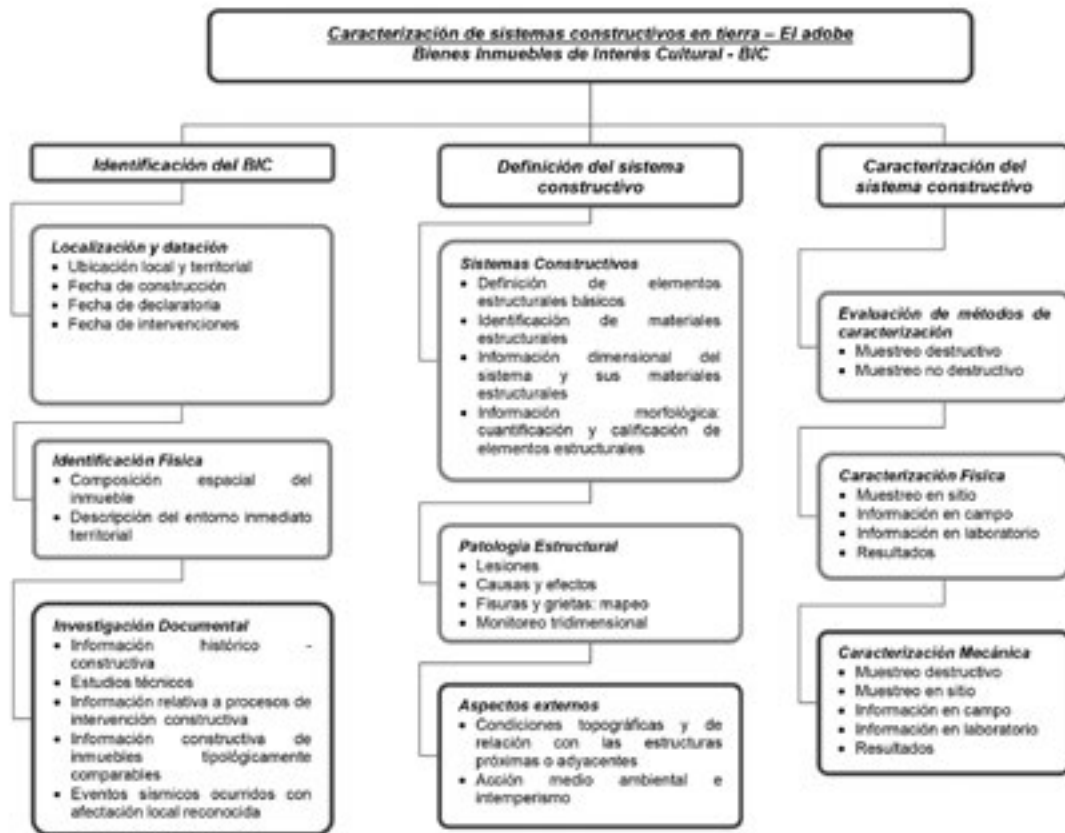 Caracterización de sistemas constructivos en tierra – El adobe
Bienes Inmuebles de Interés Cultural - BIC
Identificación del BIC
Localización y datación
• Ubicación local y territorial
• Fecha de construcción
• Fecha de declaratoria
• Fecha de intervenciones
Identificación Física
• Composición espacial del
inmueble
• Descripción del entorno inmediato
territorial
Investigación Documental
• Información histórico -
constructiva
• Estudios técnicos
• Información relativa a procesos de
intervención constructiva
• Información constructiva de
inmuebles tipológicamente
comparables
• Eventos sísmicos ocurridos con
afectación local reconocida
Definición del sistema
constructivo
Sistemas Constructivos
• Definición de elementos
estructurales básicos
• Identificación de materiales
estructurales
• Información dimensional del
sistema y sus materiales
estructurales
• Información morfológica:
cuantificación y calificación de
elementos estructurales
Patología Estructural
• Lesiones
• Causas y efectos
• Fisuras y grietas: mapeo
• Monitoreo tridimensional
Aspectos externos
• Condiciones topográficas y de
relación con las estructuras
próximas o adyacentes
• Acción medio ambiental e
intemperismo
Caracterización del
sistema constructivo
Evaluación de métodos de
caracterización
• Muestreo destructivo
• Muestreo no destructivo
Caracterización Física
• Muestreo en sitio
• Información en campo
• Información en laboratorio
• Resultados
Caracterización Mecánica
• Muestreo destructivo
• Muestreo en sitio
• Información en campo
• Información en laboratorio
• Resultados